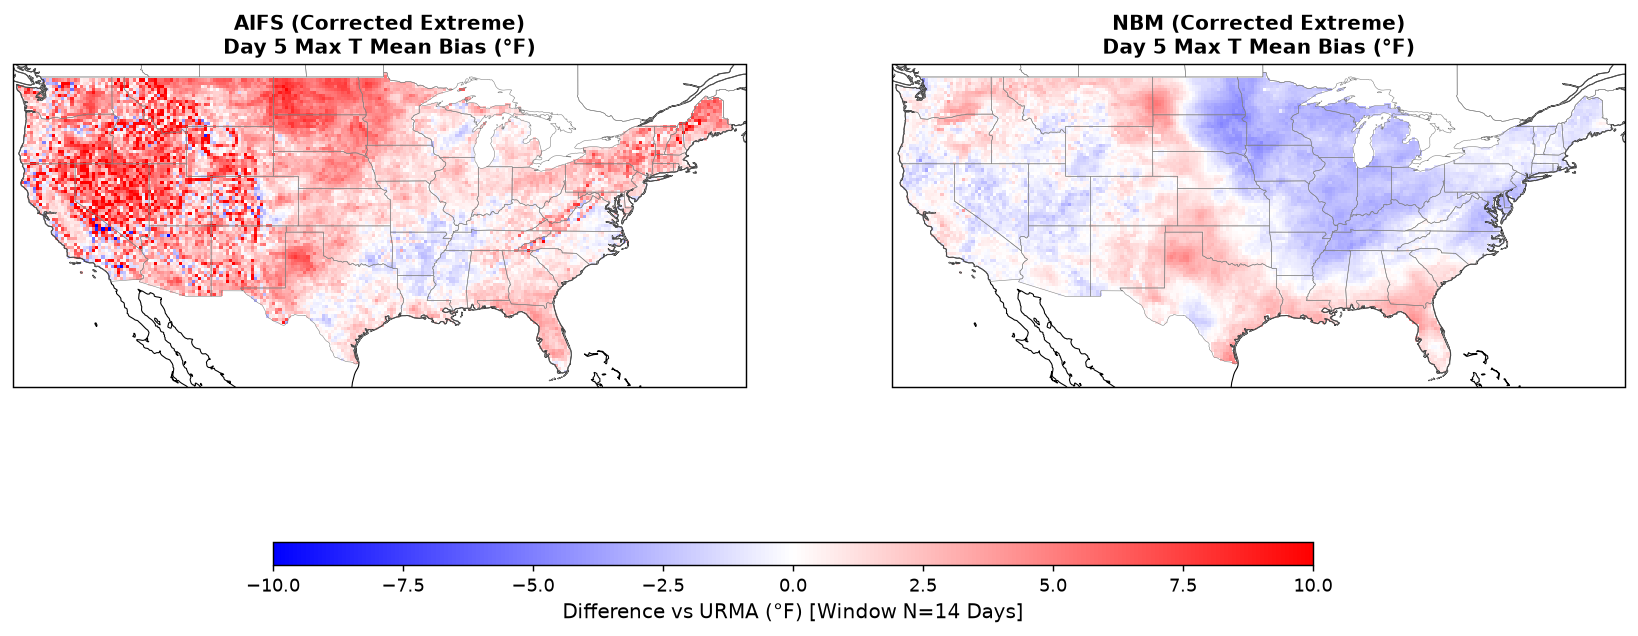 AIFS (Corrected Extreme)
Day 5 Max T Mean Bias (°F)
NBM (Corrected Extreme)
Day 5 Max T Mean Bias (°F)
−10.0 −7.5 −5.0 −2.5 0.0 2.5 5.0 7.5 10.0
Difference vs URMA (°F) [Window N=14 Days]